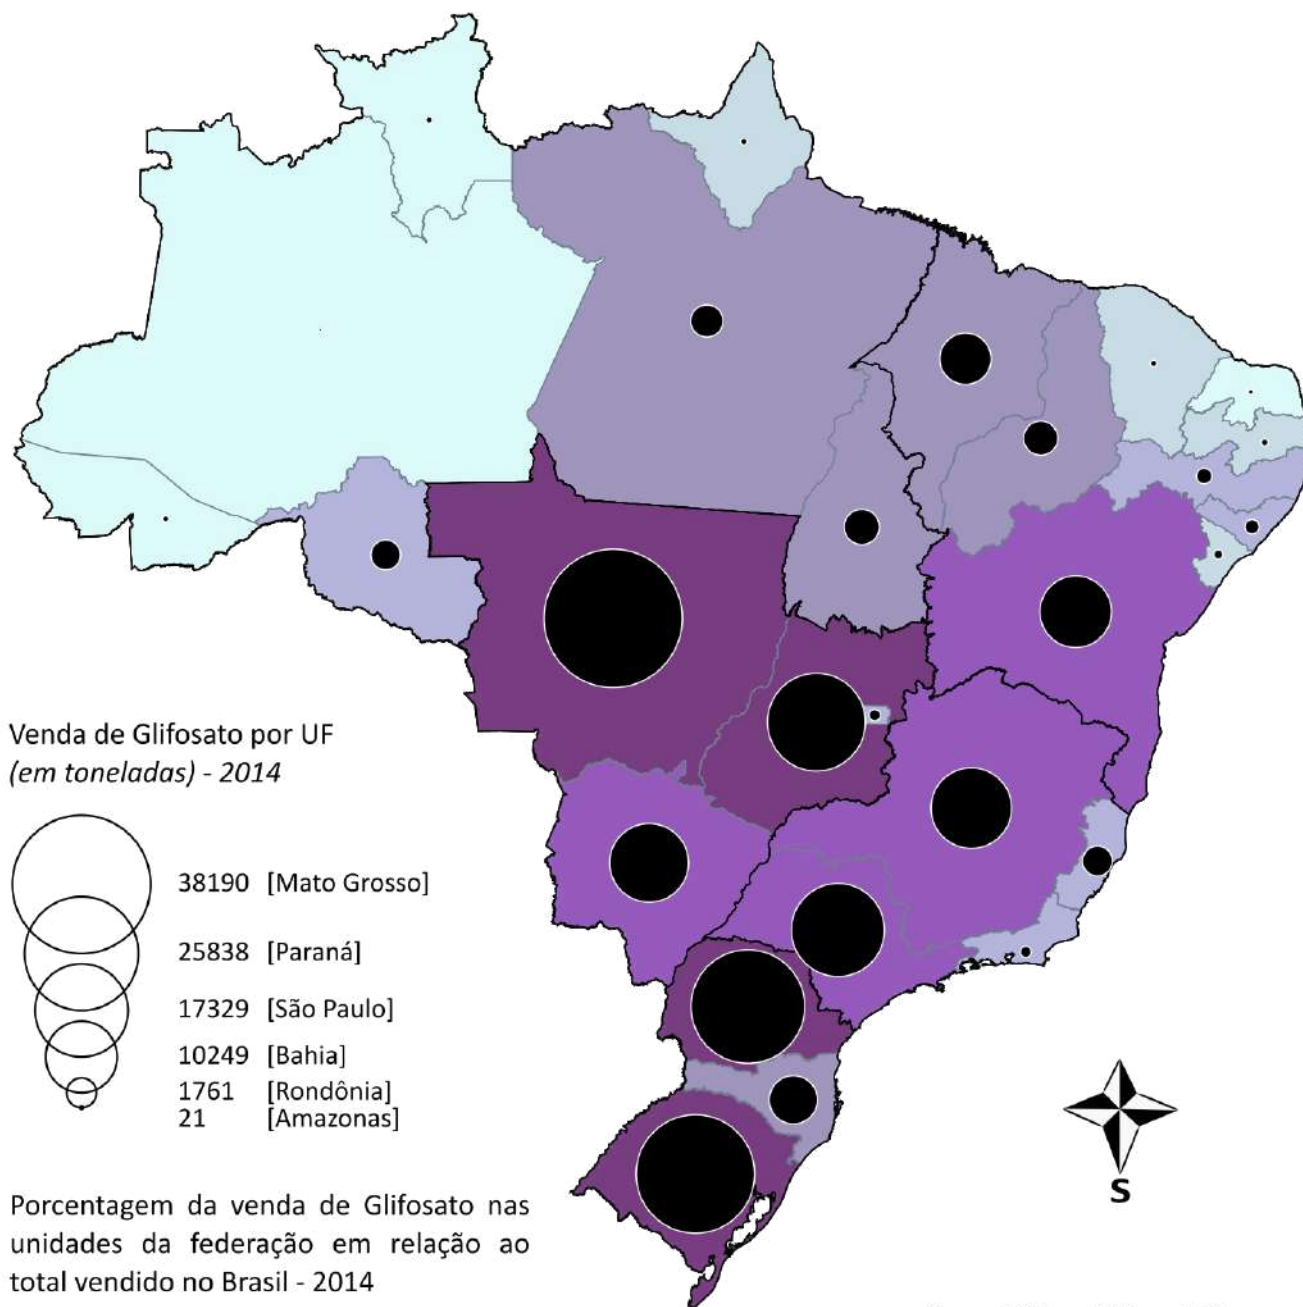 Venda de Glifosato por UF
(em toneladas) - 2014
38190 [Mato Grosso]
25838 [Paraná]
17329 [São Paulo]
10249 [Bahia]
1761 [Rondônia]
21 [Amazonas]
S
Porcentagem da venda de Glifosato nas
unidades da federação em relação ao
total vendido no Brasil - 2014